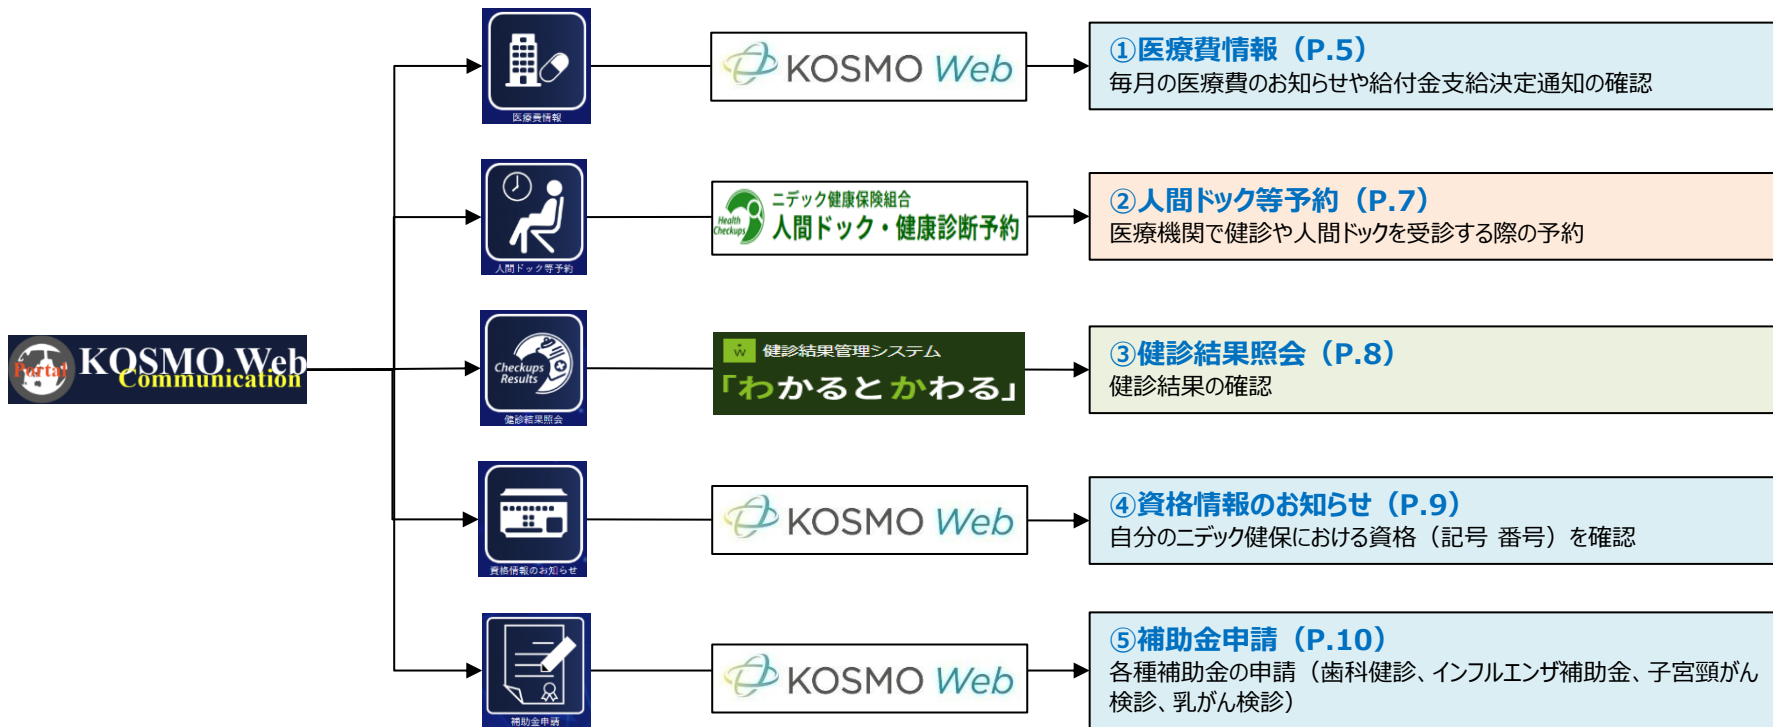 Portal
KOSMO Web
Communication
医療費情報
KOSMO Web
①医療費情報（P.5）
毎月の医療費のお知らせや給付金支給決定通知の確認
人間ドック等予約
Health
Checkups
ニデック健康保険組合
人間ドック・健康診断予約
②人間ドック等予約（P.7）
医療機関で健診や人間ドックを受診する際の予約
Checkups
Results
健診結果照会
w 健診結果管理システム
「わかるとかわる」
③健診結果照会（P.8）
健診結果の確認
資格情報のお知らせ
KOSMO Web
④資格情報のお知らせ（P.9）
自分のニデック健保における資格（記号 番号）を確認
補助金申請
KOSMO Web
⑤補助金申請（P.10）
各種補助金の申請（歯科健診、インフルエンザ補助金、子宮頸がん
検診、乳がん検診）